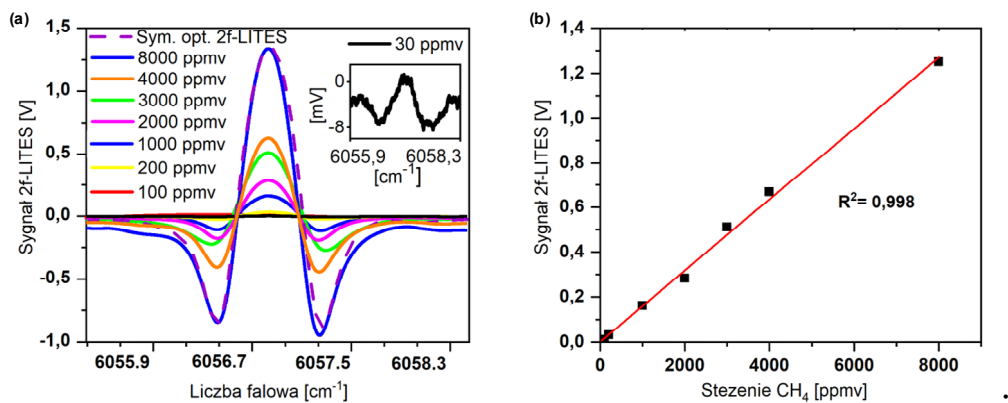 (a)
1,5
1,0
0,5
0,0
-0,5
-1,0
Sygnał 2f-LITES [V]
Sym. opt. 2f-LITES
8000 ppmv
4000 ppmv
3000 ppmv
2000 ppmv
1000 ppmv
200 ppmv
100 ppmv
30 ppmv
0
-8
[mV]
6055,9 6058,3
[cm⁻¹]
6055.9 6056.7 6057.5 6058.3
Liczba falowa [cm⁻¹]
(b)
1,4
1,2
1,0
0,8
0,6
0,4
0,2
0,0
Sygnał 2f-LITES [V]
R²= 0,998
0 2000 4000 6000 8000
Stezenie CH₄ [ppmv]
.